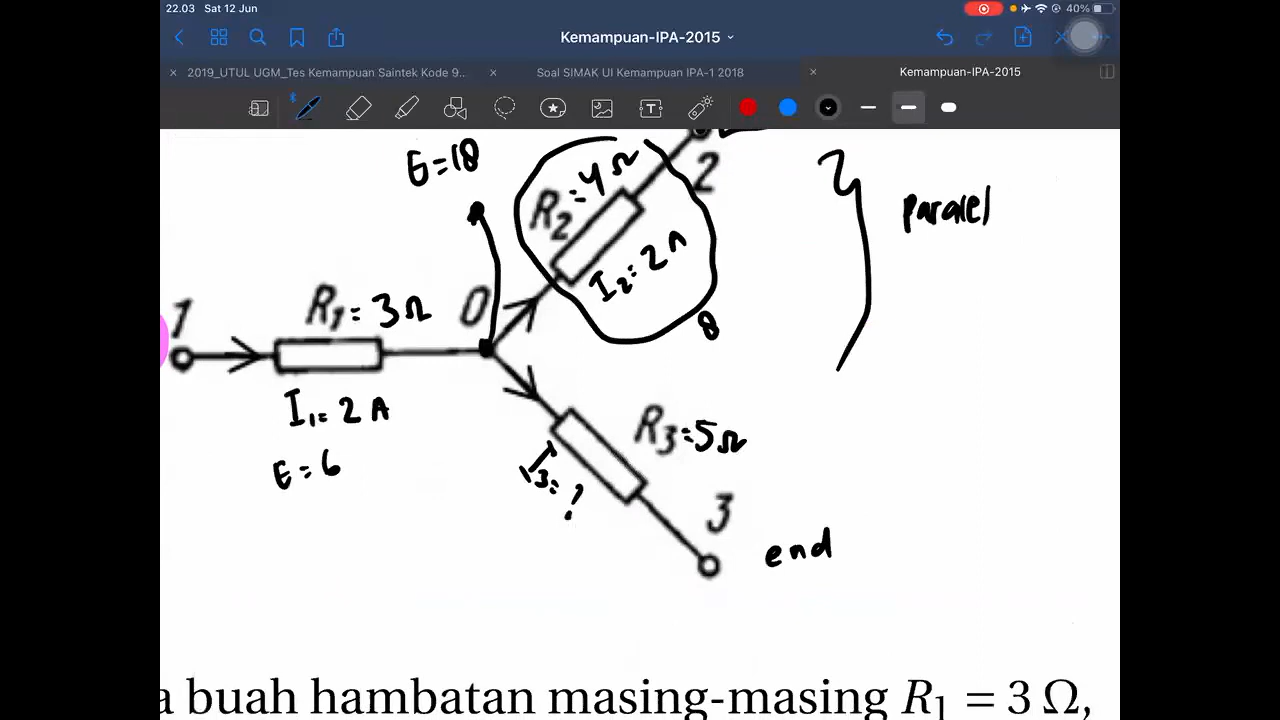 22.03 Sat 12 Jun
40%
Kemampuan-IPA-2015
2019_UTUL UGM_Tes Kemampuan Saintek Kode 9...
Soal SIMAK UI Kemampuan IPA-1 2018
Kemampuan-IPA-2015
E=18
R2=4Ω
2
paralel
I2=2A
1
R1=3Ω
0
8
I1=2A
R3=5Ω
E=6
I3=?
3
end
a buah hambatan masing-masing R1 = 3 Ω,